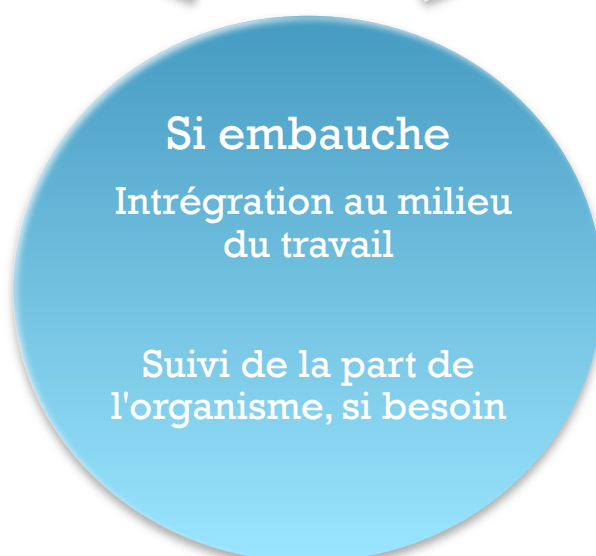 Si embauche
Intrégration au milieu
du travail
Suivi de la part de
l'organisme, si besoin